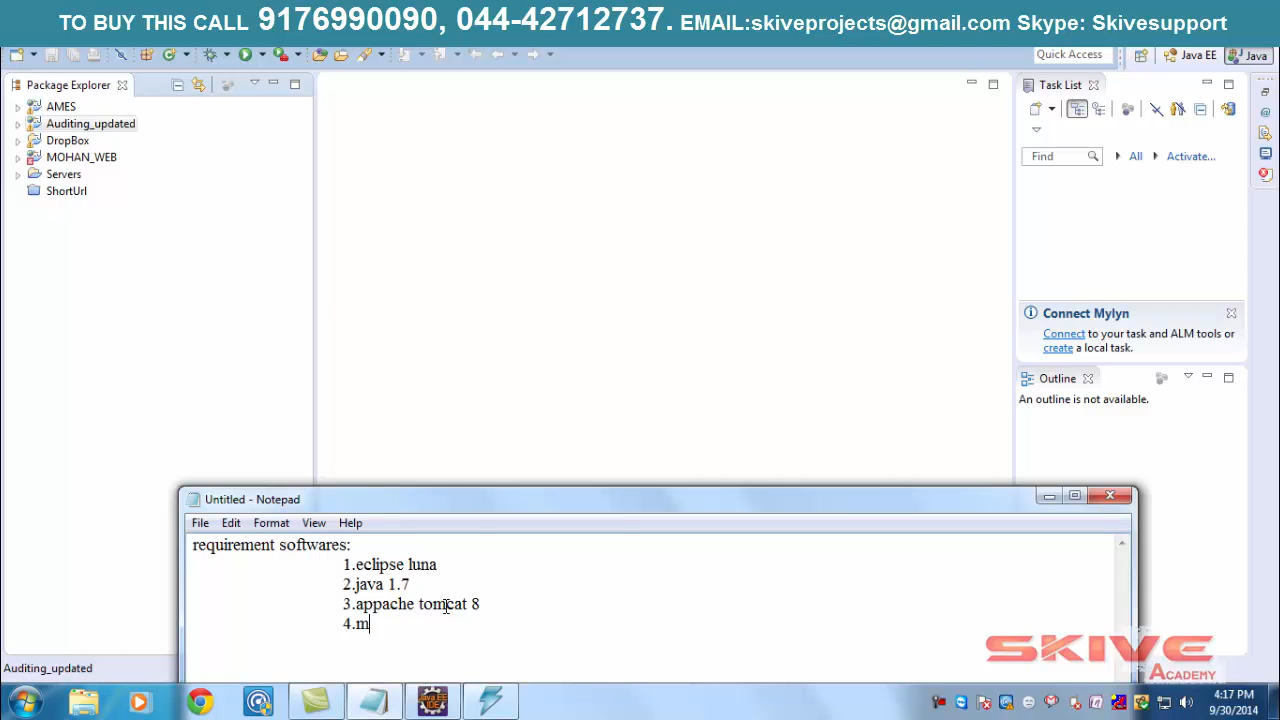 TO BUY THIS CALL 9176990090, 044-42712737. EMAIL:skiveprojects@gmail.com Skype: Skivesupport
Quick Access
Java EE
Java
Package Explorer
AMES
Auditing_updated
DropBox
MOHAN_WEB
Servers
ShortUrl
Task List
Find
All
Activate...
Connect Mylyn
Connect to your task and ALM tools or
create a local task.
Outline
An outline is not available.
Untitled - Notepad
File Edit Format View Help
requirement softwares:
1.eclipse luna
2.java 1.7
3.appache tomcat 8
4.m
SKIVE
ACADEMY
Auditing_updated
Java EE
IDE
4:17 PM
9/30/2014